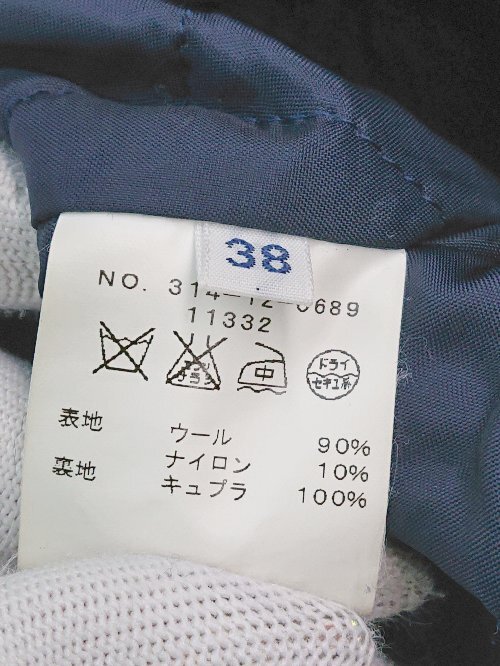 38
NO. 314-12-0689
11332
中
ドライ
セキユ系
表地 ウール 90%
ナイロン 10%
裏地 キュプラ 100%